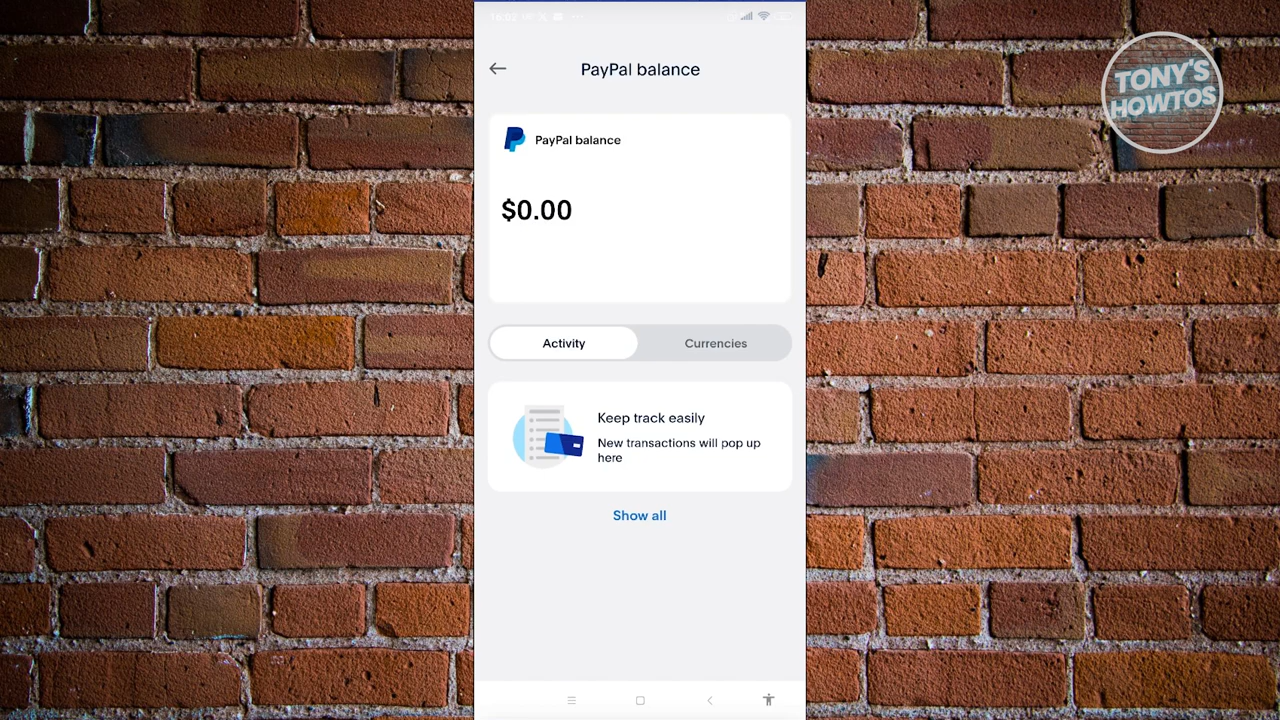 TONY'S
HOWTOS
PayPal balance
PayPal balance
$0.00
Activity
Currencies
Keep track easily
New transactions will pop up
here
Show all